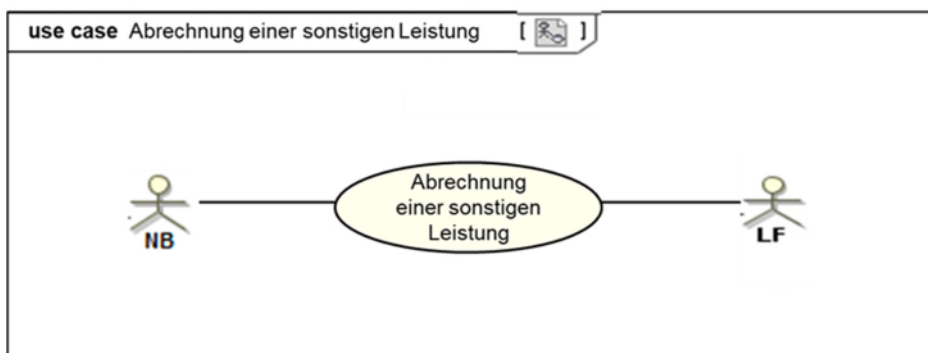 use case Abrechnung einer sonstigen Leistung [ ]
Abrechnung
einer sonstigen
Leistung
NB
LF